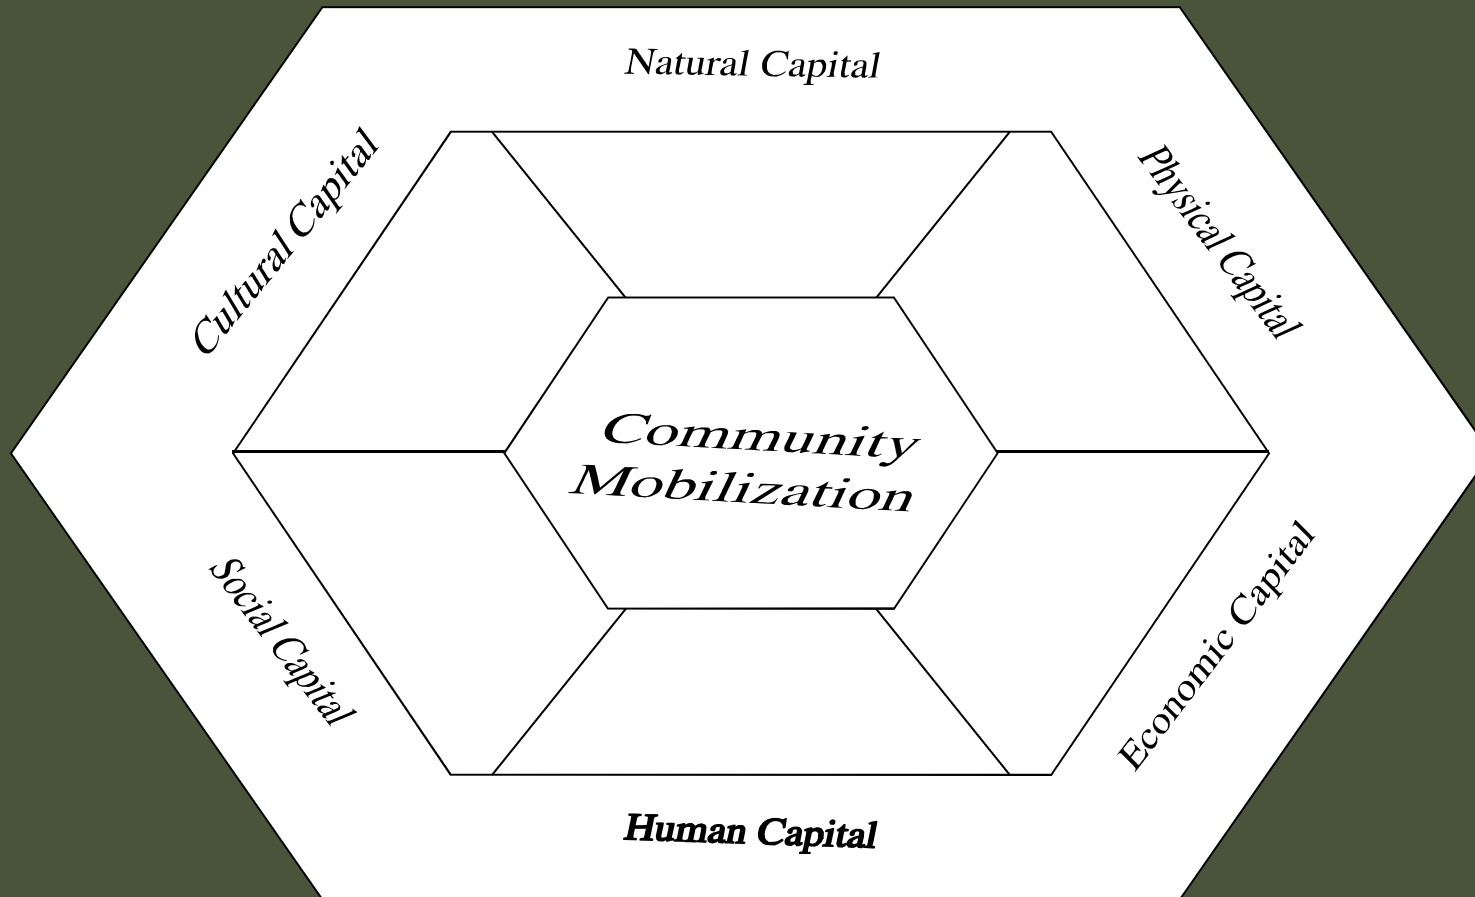 Natural Capital
Cultural Capital
Physical Capital
Community
Mobilization
Social Capital
Economic Capital
Human Capital